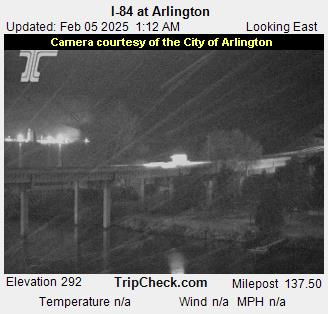 I-84 at Arlington
Updated: Feb 05 2025 1:12 AM Looking East
Camera courtesy of the City of Arlington
Elevation 292 TripCheck.com Milepost 137.50
Temperature n/a Wind n/a MPH n/a